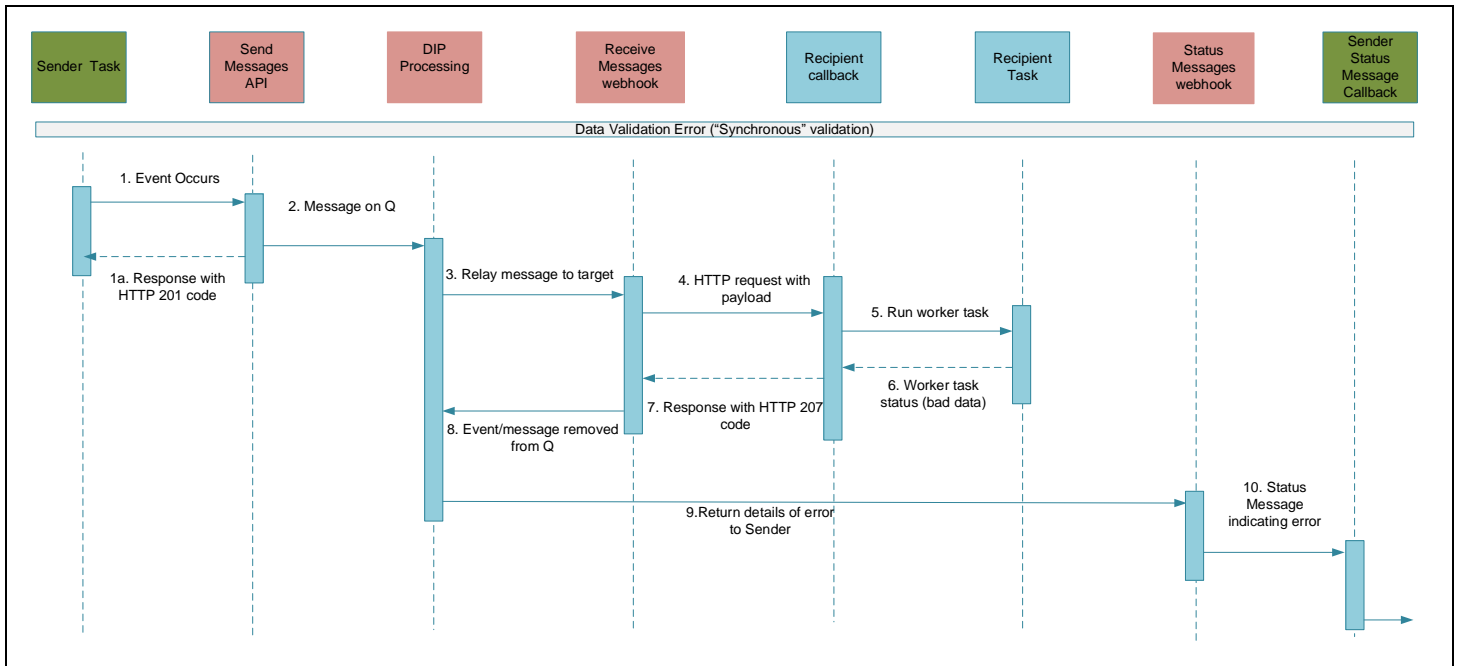 Sender Task
Send
Messages
API
DIP
Processing
Receive
Messages
webhook
Recipient
callback
Recipient
Task
Status
Messages
webhook
Sender
Status
Message
Callback
Data Validation Error (“Synchronous” validation)
1. Event Occurs
2. Message on Q
1a. Response with
HTTP 201 code
3. Relay message to target
4. HTTP request with
payload
5. Run worker task
6. Worker task
status (bad data)
7. Response with HTTP 207
code
8. Event/message removed
from Q
9.Return details of error
to Sender
10. Status
Message
indicating error